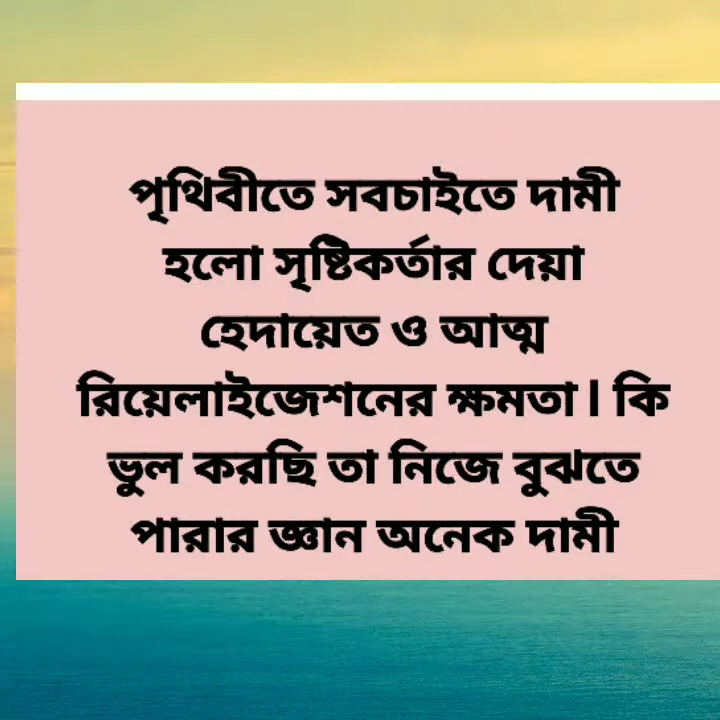 পৃথিবীতে সবচাইতে দামী
হলো সৃষ্টিকর্তার দেয়া
হেদায়েত ও আত্ম
রিয়েলাইজেশনের ক্ষমতা। কি
ভুল করছি তা নিজে বুঝতে
পারার জ্ঞান অনেক দামী